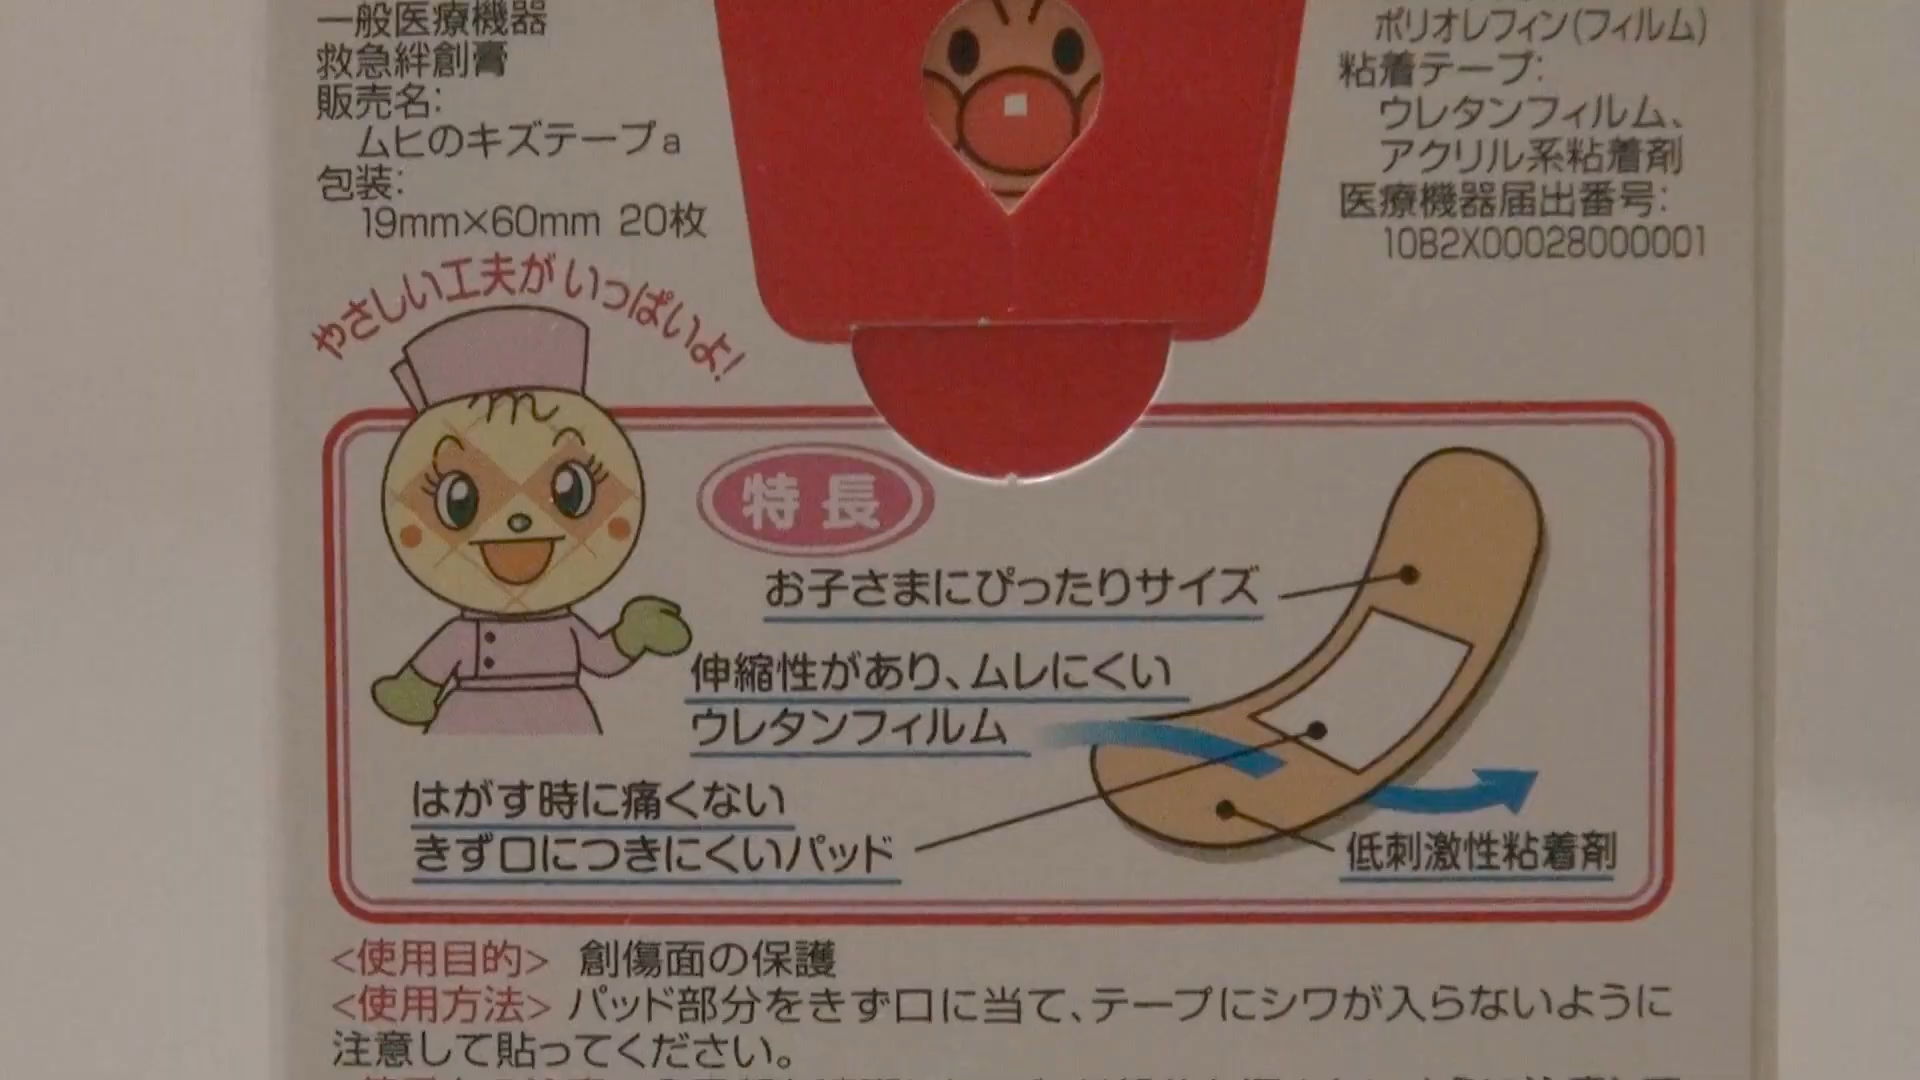 一般医療機器
救急絆創膏
販売名:
ムヒのキズテープa
包装:
19mm×60mm 20枚
ポリオレフィン(フィルム)
粘着テープ:
ウレタンフィルム、
アクリル系粘着剤
医療機器届出番号:
10B2X00028000001
やさしい工夫がいっぱいよ!
特長
お子さまにぴったりサイズ
伸縮性があり、ムレにくい
ウレタンフィルム
はがす時に痛くない
きず口につきにくいパッド
低刺激性粘着剤
<使用目的> 創傷面の保護
<使用方法> パッド部分をきず口に当て、テープにシワが入らないように
注意して貼ってください。